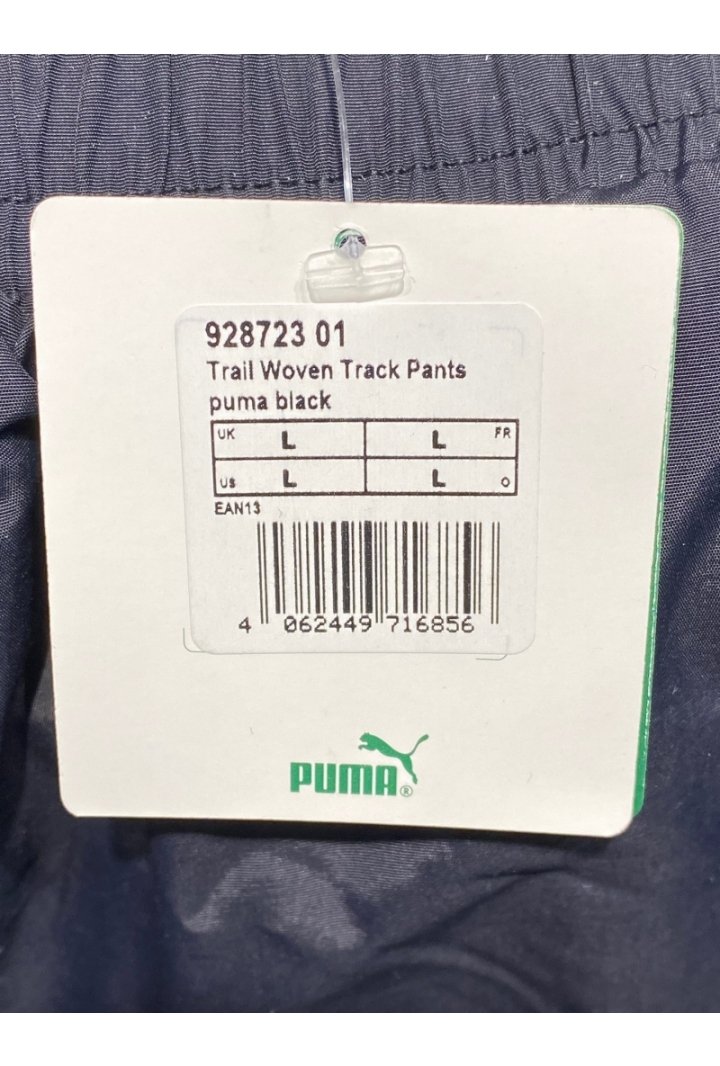 928723 01
Trail Woven Track Pants
puma black
UK L L FR
US L L O
EAN13
4 062449 716856
PUMA®